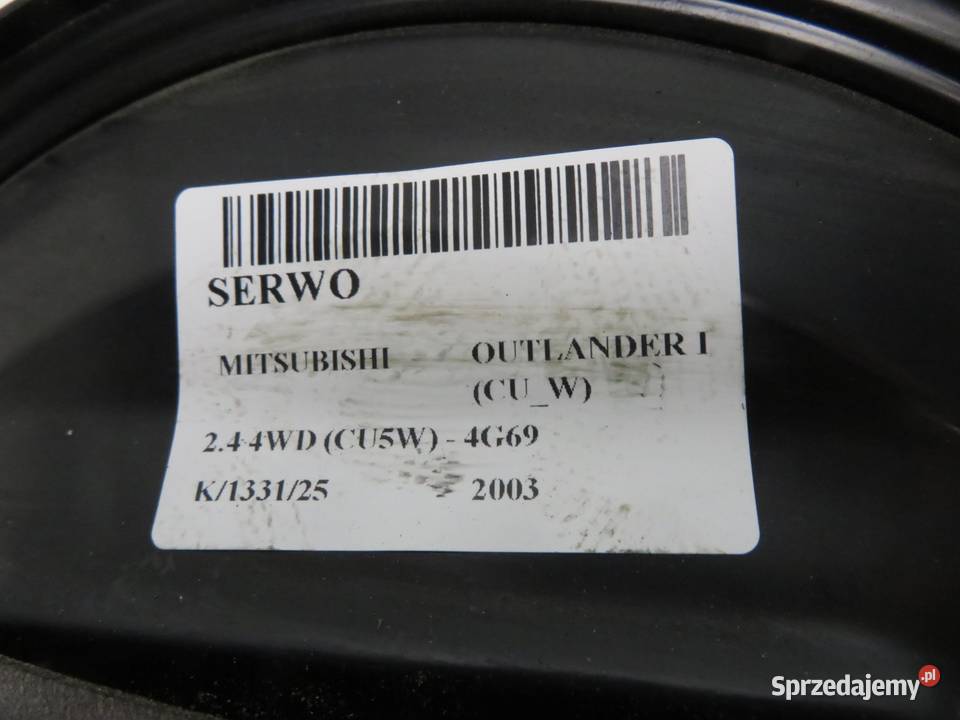 SERWO
MITSUBISHI OUTLANDER I
(CU_W)
2.4 4WD (CU5W) - 4G69
K/1331/25 2003
Sprzedajemy.pl